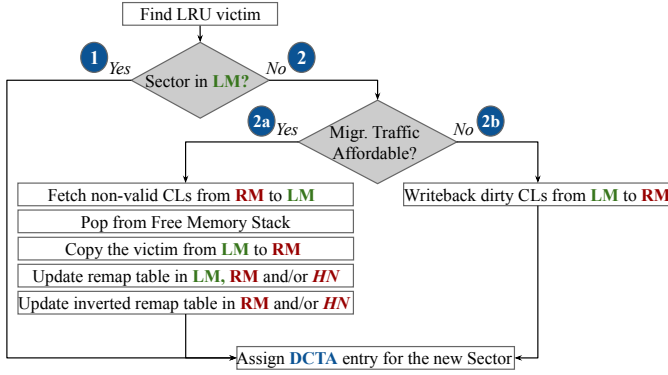 Find LRU victim
1 Yes
Sector in LM?
No 2
2a Yes
Migr. Traffic
Affordable?
No 2b
Fetch non-valid CLs from RM to LM
Writeback dirty CLs from LM to RM
Pop from Free Memory Stack
Copy the victim from LM to RM
Update remap table in LM, RM and/or HN
Update inverted remap table in RM and/or HN
Assign DCTA entry for the new Sector